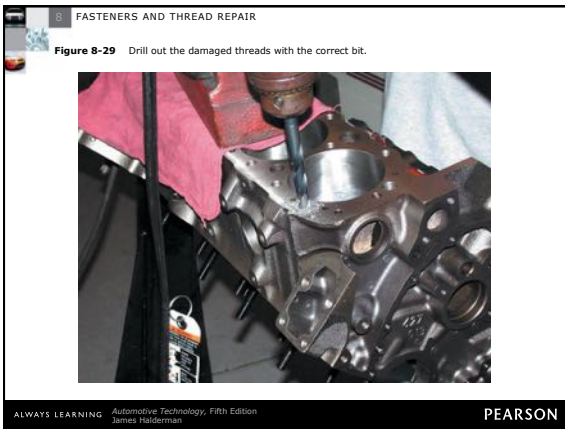 8 FASTENERS AND THREAD REPAIR
Figure 8-29 Drill out the damaged threads with the correct bit.
ALWAYS LEARNING Automotive Technology, Fifth Edition
James Halderman
PEARSON